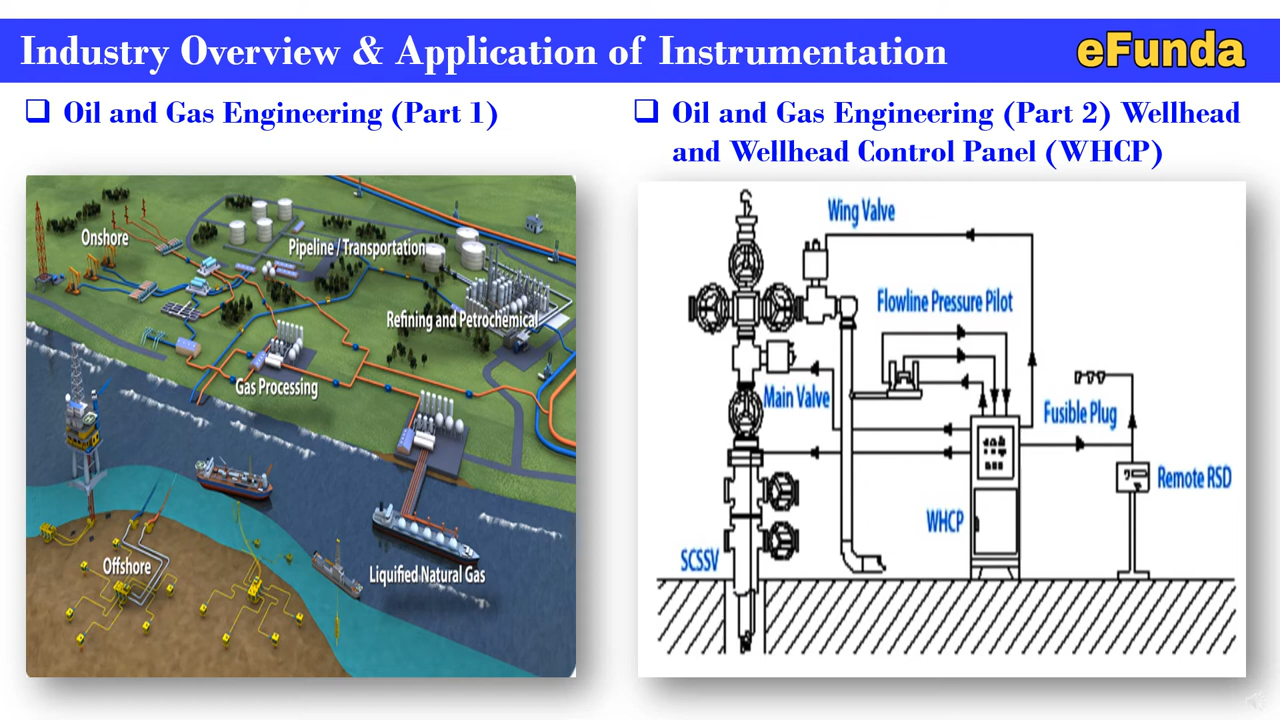 Industry Overview & Application of Instrumentation
eFunda
Oil and Gas Engineering (Part 1)
Oil and Gas Engineering (Part 2) Wellhead
and Wellhead Control Panel (WHCP)
Onshore
Pipeline / Transportation
Refining and Petrochemical
Gas Processing
Offshore
Liquified Natural Gas
Wing Valve
Flowline Pressure Pilot
Main Valve
Fusible Plug
Remote RSD
WHCP
SCSSV